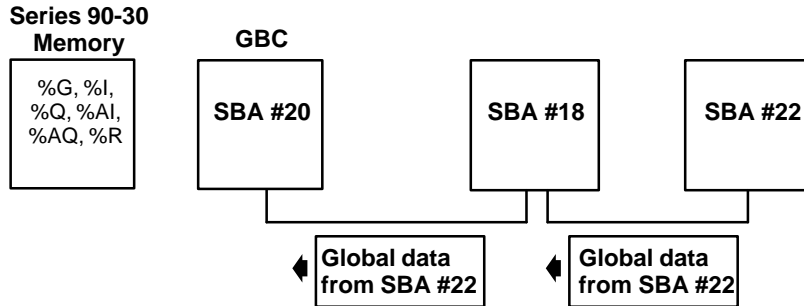 Series 90-30
Memory
GBC
%G, %I,
%Q, %AI,
%AQ, %R
SBA #20
SBA #18
SBA #22
Global data
from SBA #22
Global data
from SBA #22